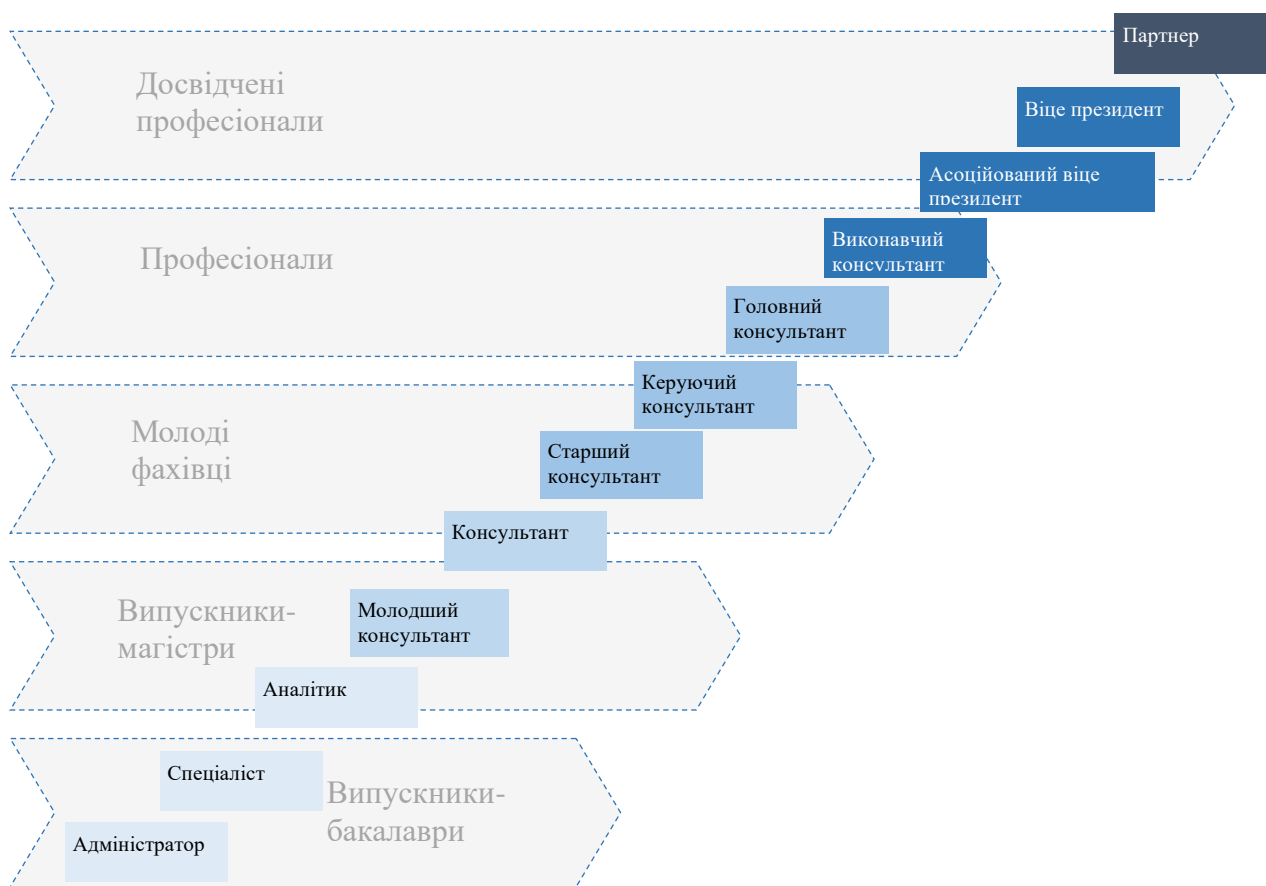 Партнер
Досвідчені
професіонали
Віце президент
Асоційований віце
президент
Професіонали
Виконавчий
консультант
Головний
консультант
Керуючий
консультант
Молоді
фахівці
Старший
консультант
Консультант
Випускники-
магістри
Молодший
консультант
Аналітик
Спеціаліст
Випускники-
бакалаври
Адміністратор